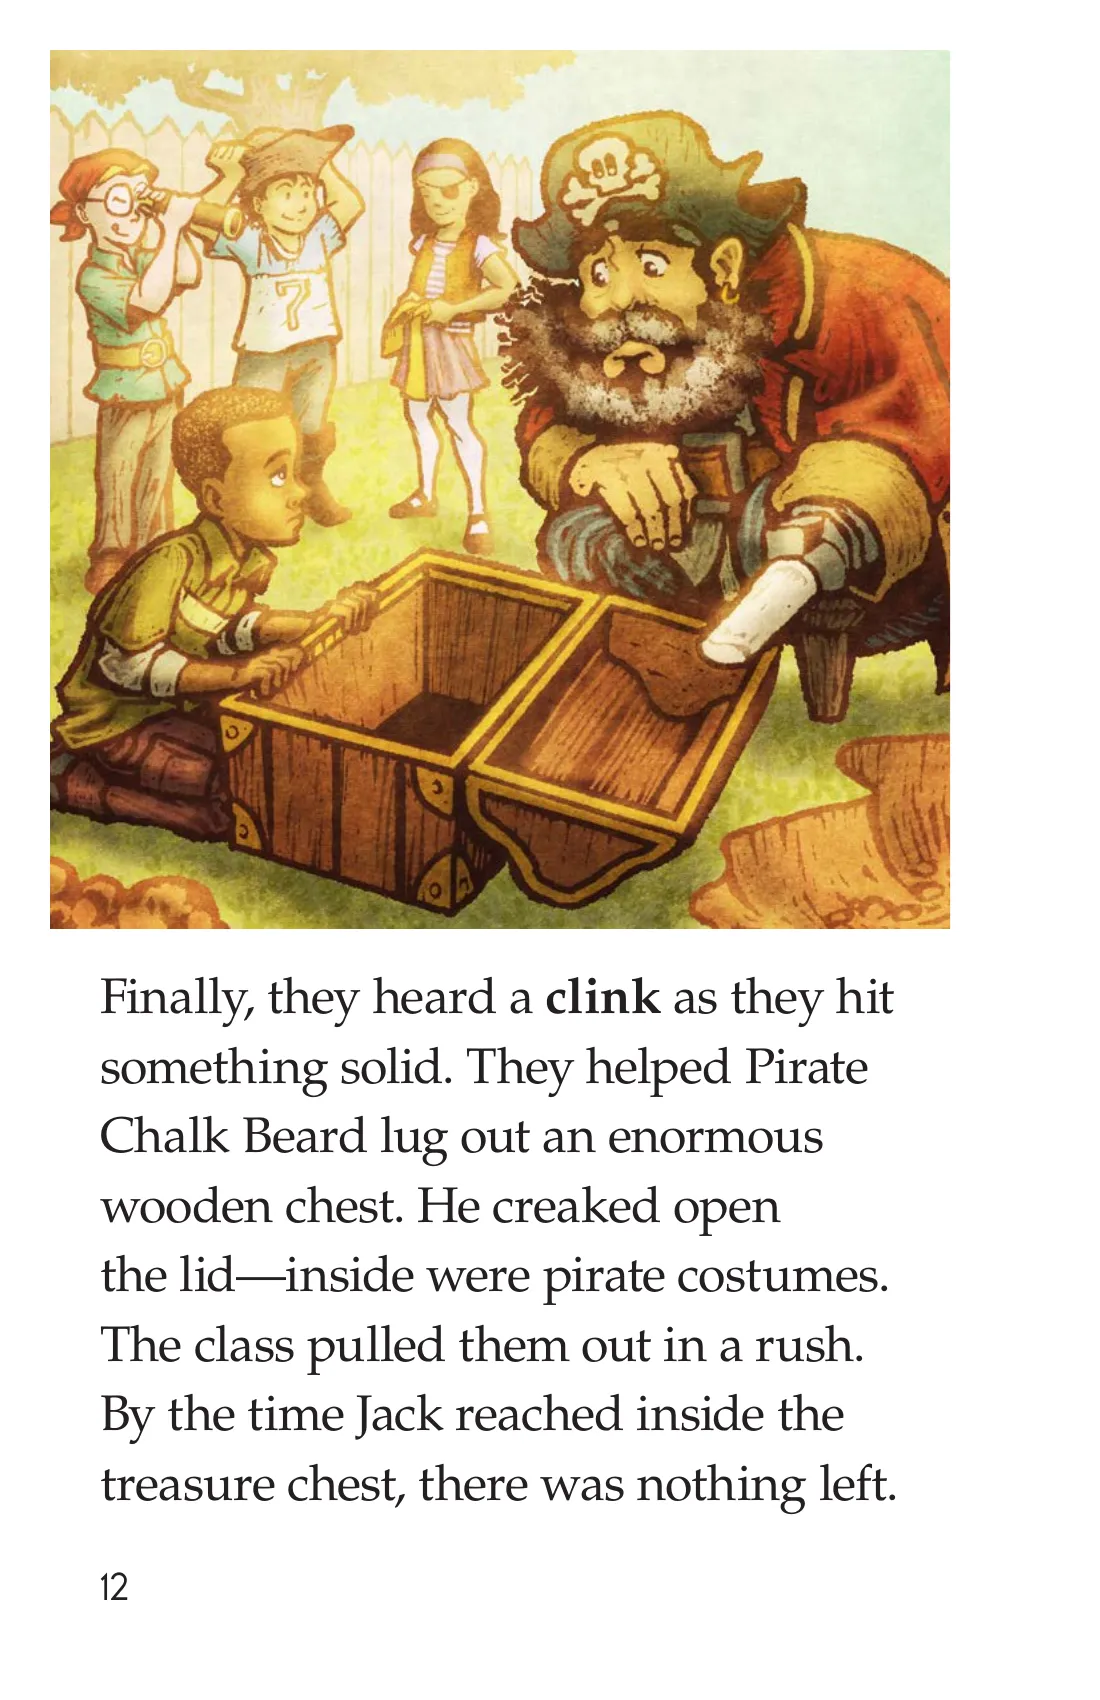 7
Finally, they heard a clink as they hit
something solid. They helped Pirate
Chalk Beard lug out an enormous
wooden chest. He creaked open
the lid—inside were pirate costumes.
The class pulled them out in a rush.
By the time Jack reached inside the
treasure chest, there was nothing left.
12